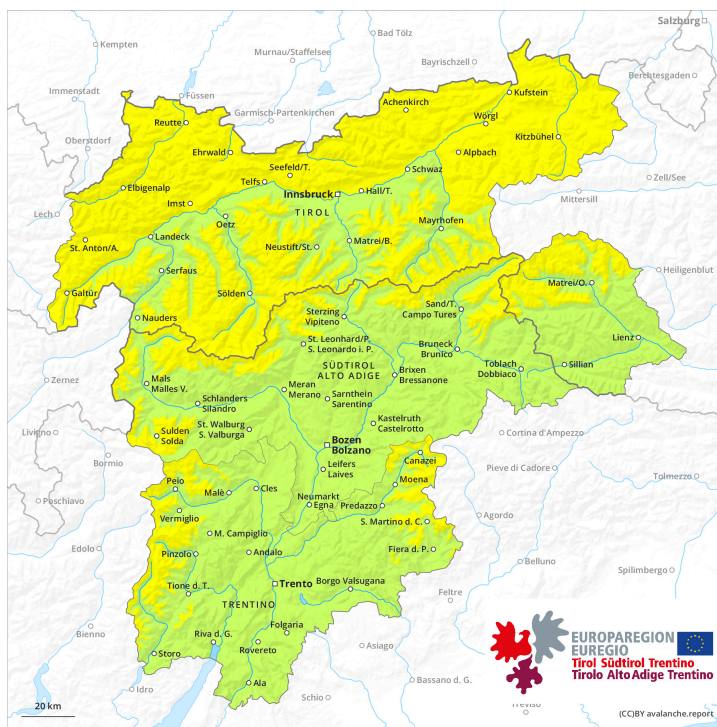 Salzburg
Kempten
Bad Tölz
Murnau/Staffelsee
Bayrischzell
Berchtesgaden
Immenstadt
Füssen
Kufstein
Garmisch-Partenkirchen
Achenkirch
Reutte
Wörgl
Oberstdorf
Ehrwald
Kitzbühel
Seefeld/T.
Alpbach
Schwaz
Zell/See
Telfs
Elbigenalp
Innsbruck
Hall/T.
Mittersill
Imst
TIROL
Lech
Oetz
Mayrhofen
Landeck
Matrei/B.
St. Anton/A.
Neustift/St.
Serfaus
Heiligenblut
Matrei/O.
Galtür
Sölden
Sand/T.
Campo Tures
Sterzing
Vipiteno
Nauders
Lienz
St. Leonhard/P.
S. Leonardo i. P.
Bruneck
Brunico
Toblach
Dobbiaco
Sillian
SÜDTIROL
ALTO ADIGE
Brixen
Bressanone
Zernez
Mals
Malles V.
Meran
Merano
Sarnthein
Sarentino
Schlanders
Silandro
Kastelruth
Castelrotto
St. Walburg
S. Valburga
Livigno
Sulden
Solda
Bozen
Bolzano
Cortina d'Ampezzo
Bormio
Canazei
Pieve di Cadore
Leifers
Laives
Tolmezzo
Peio
Moena
Malè
Cles
Neumarkt
Egna
Predazzo
Poschiavo
Vermiglio
Agordo
S. Martino d. C.
M. Campiglio
Edolo
Pinzolo
Andalo
Fiera d. P.
Belluno
Spilimbergo
Tione d. T.
Trento
Borgo Valsugana
Feltre
TRENTINO
Folgaria
Bienno
Riva d. G.
Rovereto
Asiago
Storo
Bassano d. G.
Idro
Ala
Schio
Treviso
EUROPAREGION
EUREGIO
Tirol Südtirol Trentino
Tirolo Alto Adige Trentino
20 km
(CC)BY avalanche.report